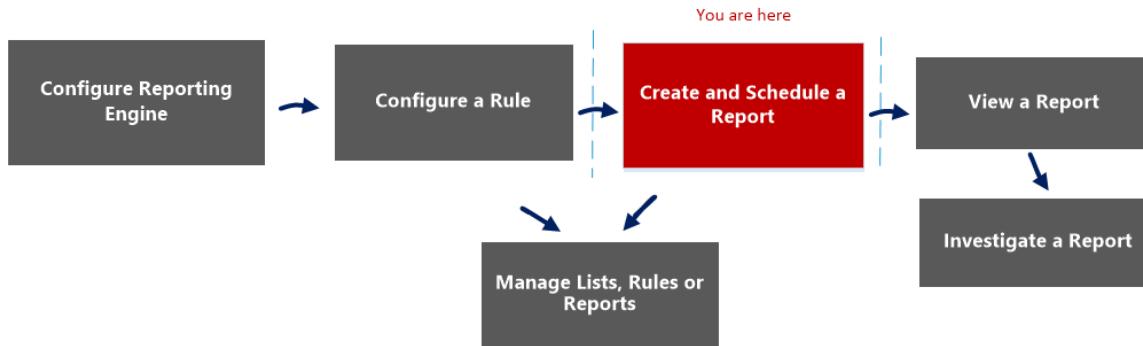 You are here
Configure Reporting
Engine
Configure a Rule
Create and Schedule a
Report
View a Report
Manage Lists, Rules or
Reports
Investigate a Report